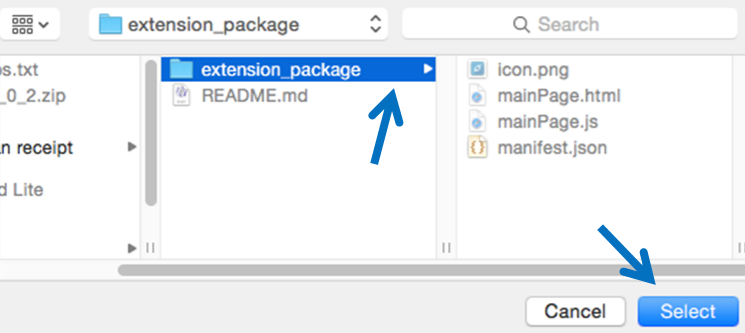 extension_package
Search
os.txt
_0_2.zip
an receipt
d Lite
extension_package
README.md
icon.png
mainPage.html
mainPage.js
manifest.json
Cancel
Select